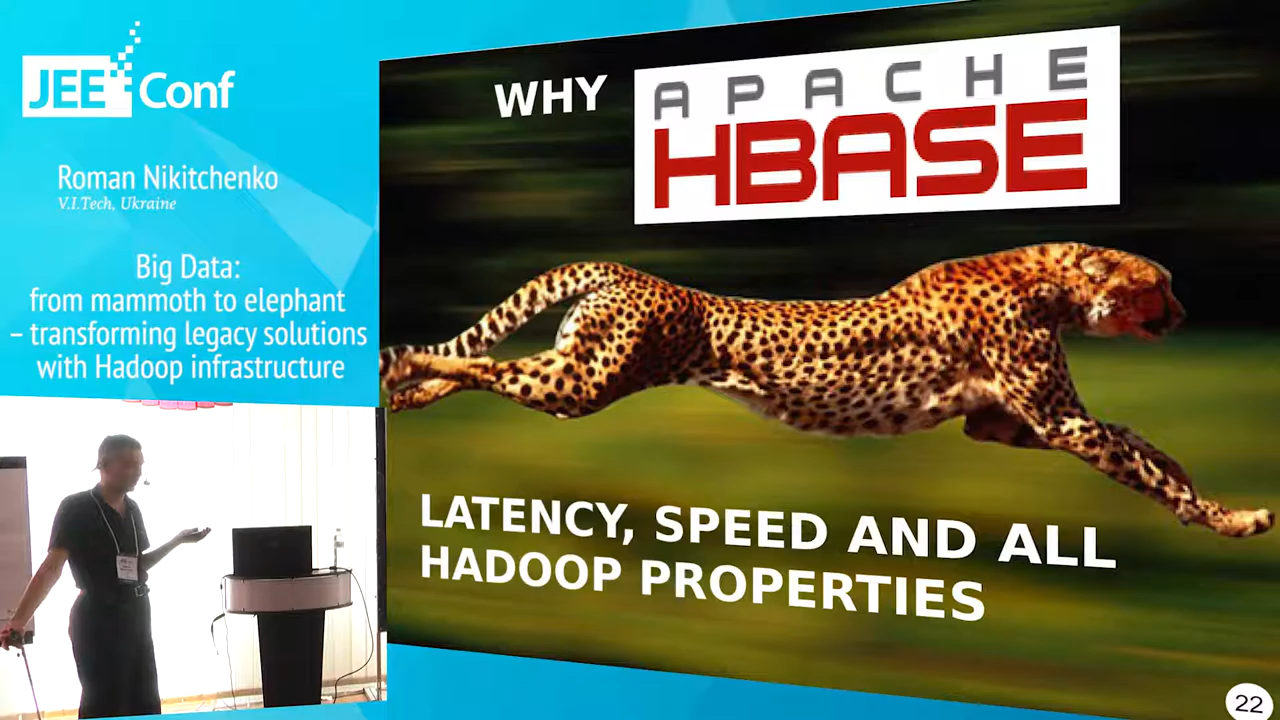 JEE Conf
Roman Nikitchenko
V.I.Tech, Ukraine
Big Data:
from mammoth to elephant
– transforming legacy solutions
with Hadoop infrastructure
WHY
APACHE
HBASE
LATENCY, SPEED AND ALL
HADOOP PROPERTIES
22